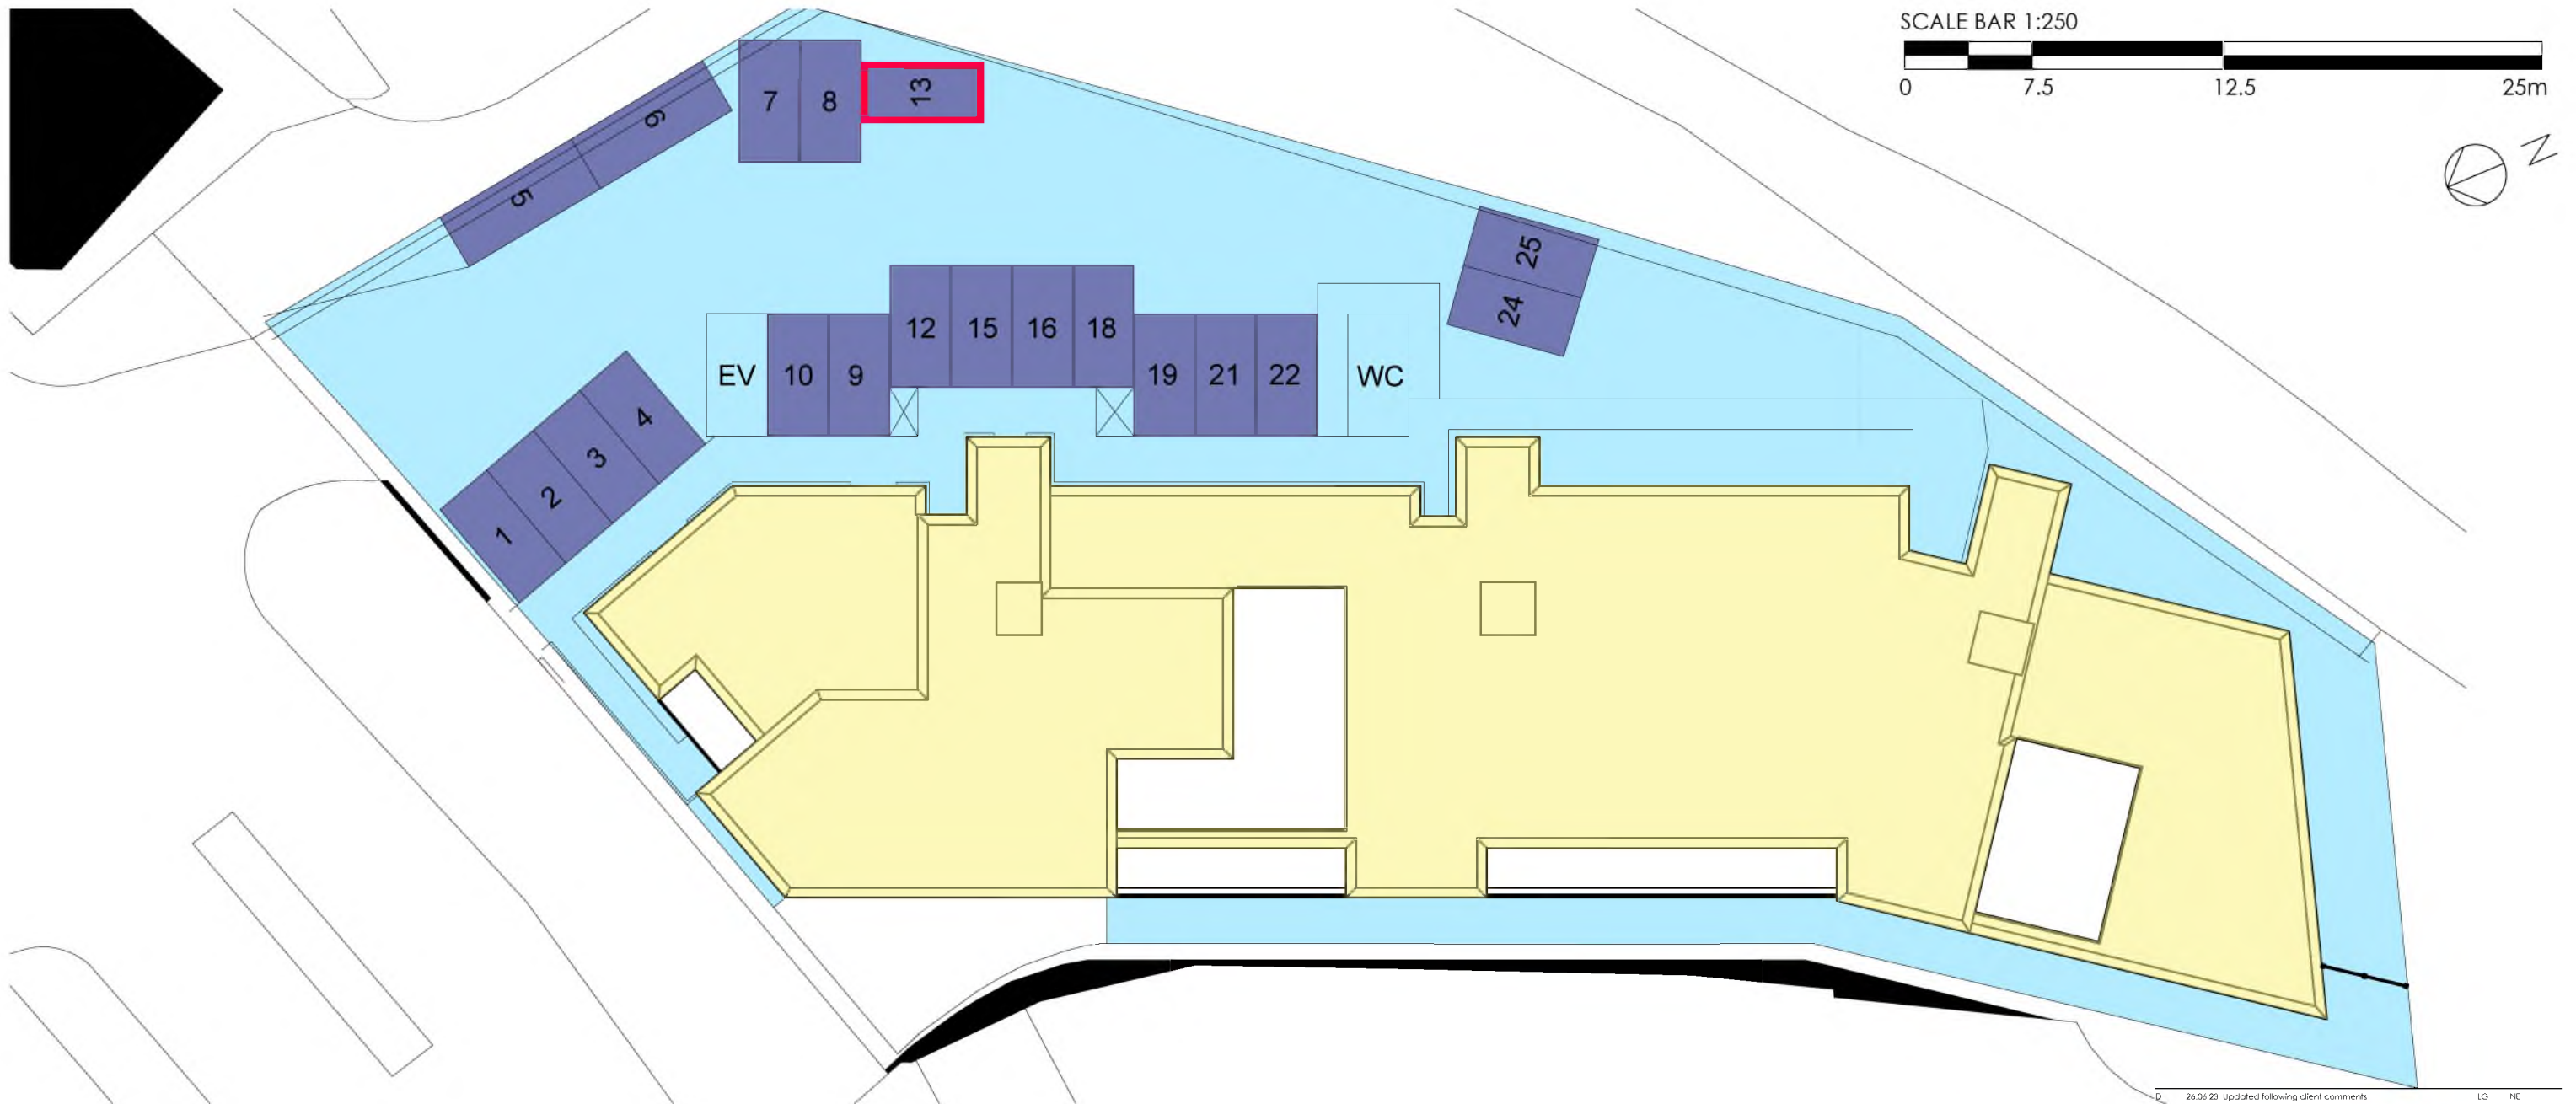 SCALE BAR 1:250
0 7.5 12.5 25m
N
7 8 13
6
5
25
24
12 15 16 18
EV 10 9 19 21 22 WC
4
3
2
1
D 26.06.23 Updated following client comments LG NE